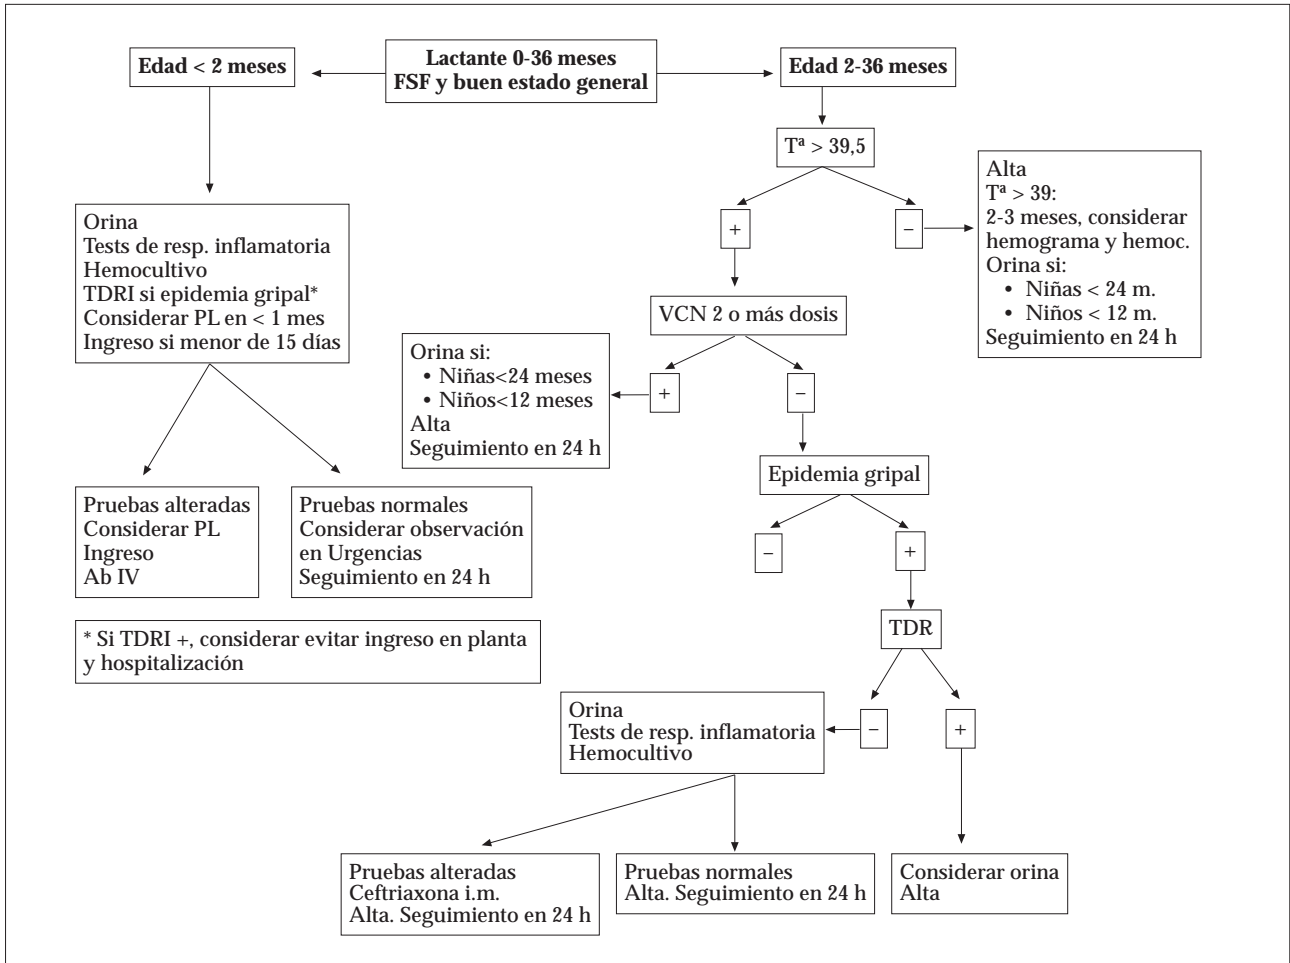 Lactante 0-36 meses
FSF y buen estado general
Edad < 2 meses
Edad 2-36 meses
Tª > 39,5
+
–
Alta
Tª > 39:
2-3 meses, considerar
hemograma y hemoc.
Orina si:
• Niñas < 24 m.
• Niños < 12 m.
Seguimiento en 24 h
Orina
Tests de resp. inflamatoria
Hemocultivo
TDRI si epidemia gripal*
Considerar PL en < 1 mes
Ingreso si menor de 15 días
VCN 2 o más dosis
+
–
Orina si:
• Niñas<24 meses
• Niños<12 meses
Alta
Seguimiento en 24 h
Epidemia gripal
–
+
Pruebas alteradas
Considerar PL
Ingreso
Ab IV
Pruebas normales
Considerar observación
en Urgencias
Seguimiento en 24 h
* Si TDRI +, considerar evitar ingreso en planta
y hospitalización
TDR
–
+
Orina
Tests de resp. inflamatoria
Hemocultivo
Pruebas alteradas
Ceftriaxona i.m.
Alta. Seguimiento en 24 h
Pruebas normales
Alta. Seguimiento en 24 h
Considerar orina
Alta